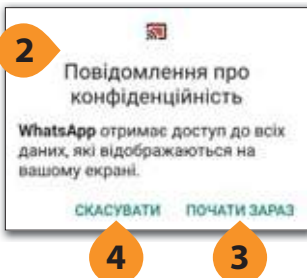 2
Повідомлення про
конфіденційність
WhatsApp отримає доступ до всіх
даних, які відображаються на
вашому екрані.
СКАСУВАТИ ПОЧАТИ ЗАРАЗ
4 3